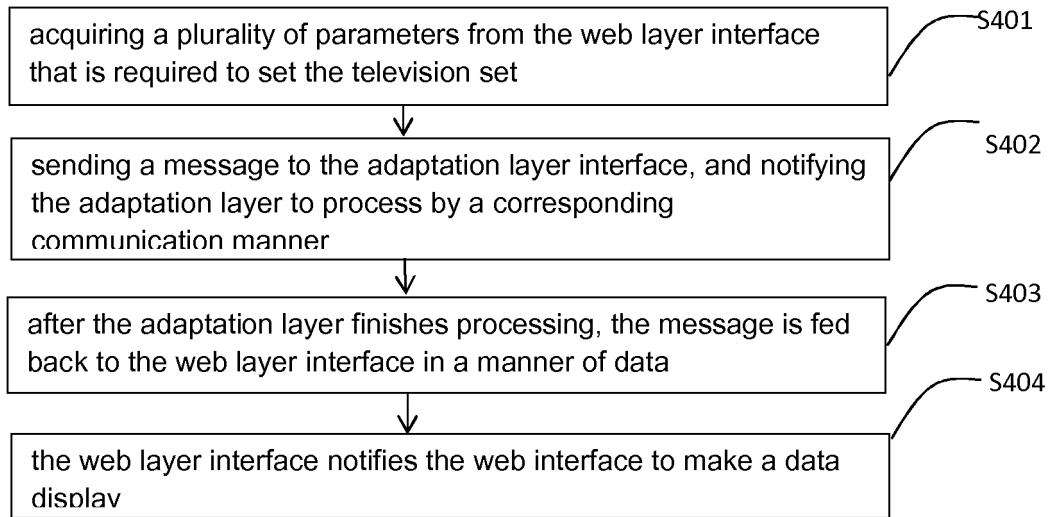 acquiring a plurality of parameters from the web layer interface
that is required to set the television set
S401
sending a message to the adaptation layer interface, and notifying
the adaptation layer to process by a corresponding
communication manner
S402
after the adaptation layer finishes processing, the message is fed
back to the web layer interface in a manner of data
S403
the web layer interface notifies the web interface to make a data
display
S404